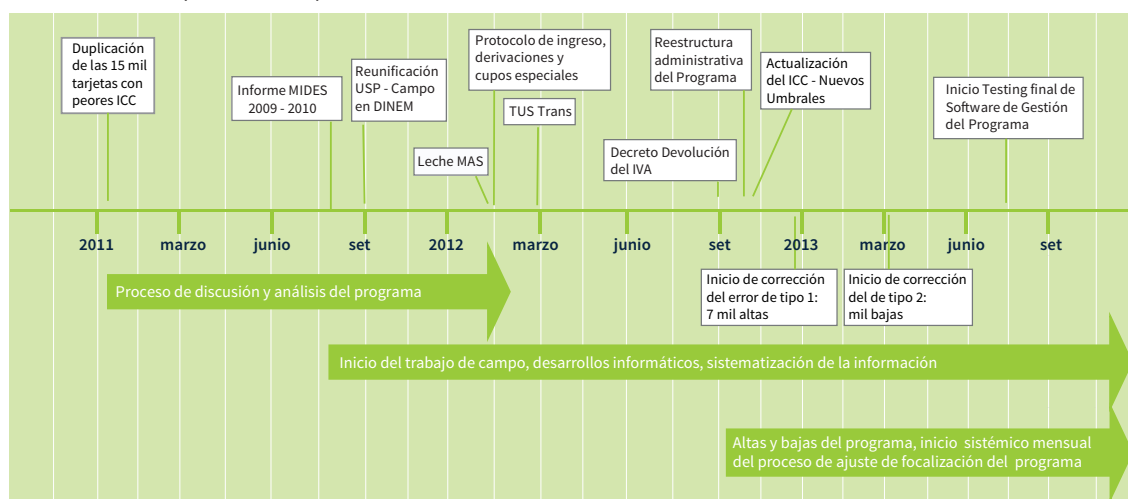 Duplicación
de las 15 mil
tarjetas con
peores ICC
Informe MIDES
2009 - 2010
Reunificación
USP - Campo
en DINEM
Leche MAS
Protocolo de ingreso,
derivaciones y
cupos especiales
TUS Trans
Decreto Devolución
del IVA
Reestructura
administrativa
del Programa
Actualización
del ICC - Nuevos
Umbrales
Inicio Testing final de
Software de Gestión
del Programa
2011 marzo junio set 2012 marzo junio set 2013 marzo junio set
Inicio de corrección
del error de tipo 1:
7 mil altas
Inicio de corrección
del de tipo 2:
mil bajas
Proceso de discusión y análisis del programa
Inicio del trabajo de campo, desarrollos informáticos, sistematización de la información
Altas y bajas del programa, inicio sistémico mensual
del proceso de ajuste de focalización del programa